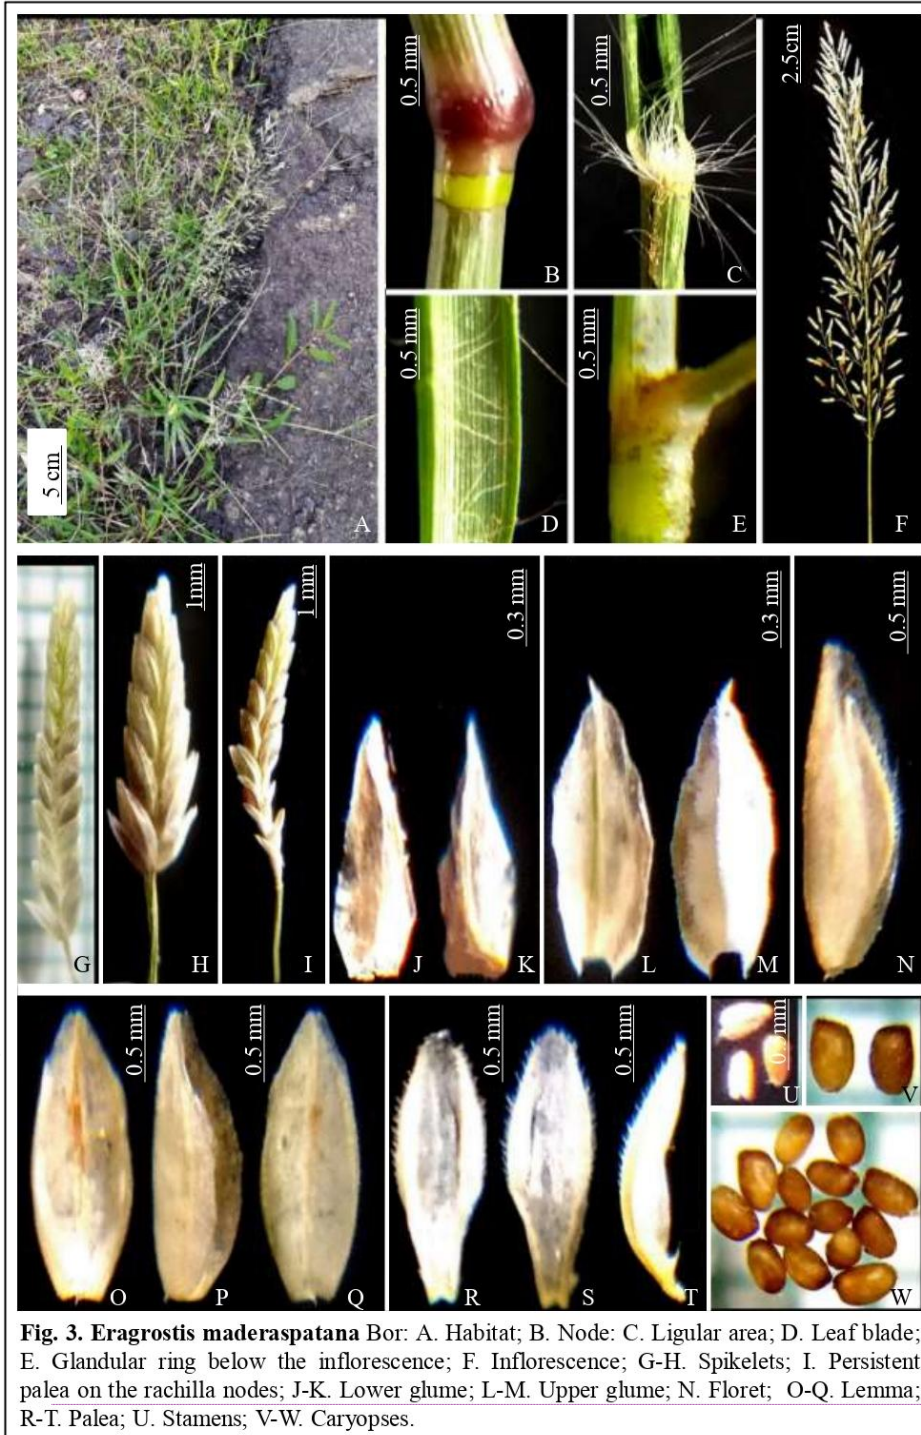 0.5 mm
0.5 mm
2.5cm
B
C
0.5 mm
0.5 mm
5 cm
A
D
E
F
1mm
1 mm
0.3 mm
0.3 mm
0.5 mm
G
H
I
J
K
L
M
N
0.5 mm
0.5 mm
0.5 mm
0.5 mm
0.5 mm
U
V
O
P
Q
R
S
T
W
Fig. 3. Eragrostis maderaspatana Bor: A. Habitat; B. Node: C. Ligular area; D. Leaf blade;
E. Glandular ring below the inflorescence; F. Inflorescence; G-H. Spikelets; I. Persistent
palea on the rachilla nodes; J-K. Lower glume; L-M. Upper glume; N. Floret; O-Q. Lemma;
R-T. Palea; U. Stamens; V-W. Caryopses.